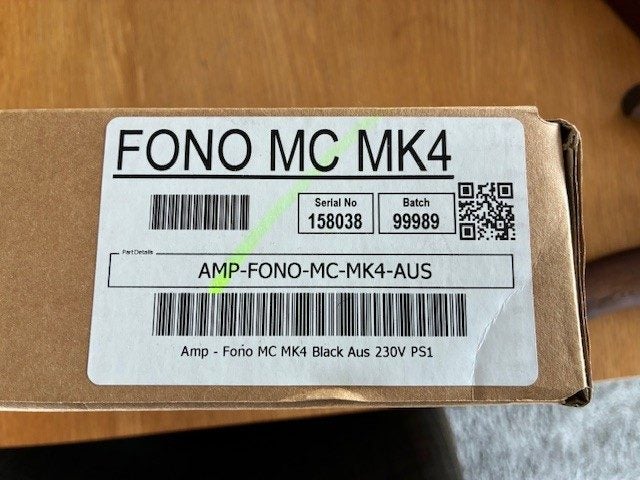 FONO MC MK4
Serial No
158038
Batch
99989
Part Details
AMP-FONO-MC-MK4-AUS
Amp - Fono MC MK4 Black Aus 230V PS1